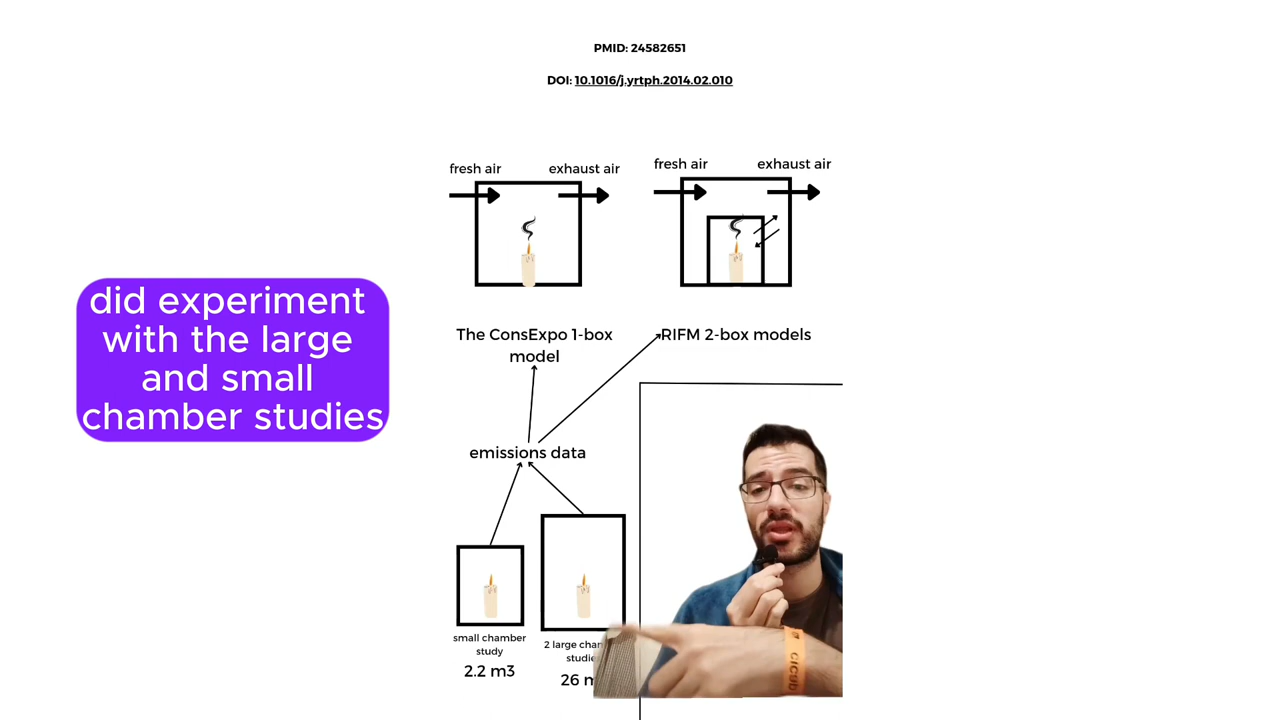 PMID: 24582651
DOI: 10.1016/j.yrtph.2014.02.010
fresh air
exhaust air
fresh air
exhaust air
did experiment
with the large
and small
chamber studies
The ConsExpo 1-box
model
RIFM 2-box models
emissions data
small chamber
study
2.2 m3
2 large
26